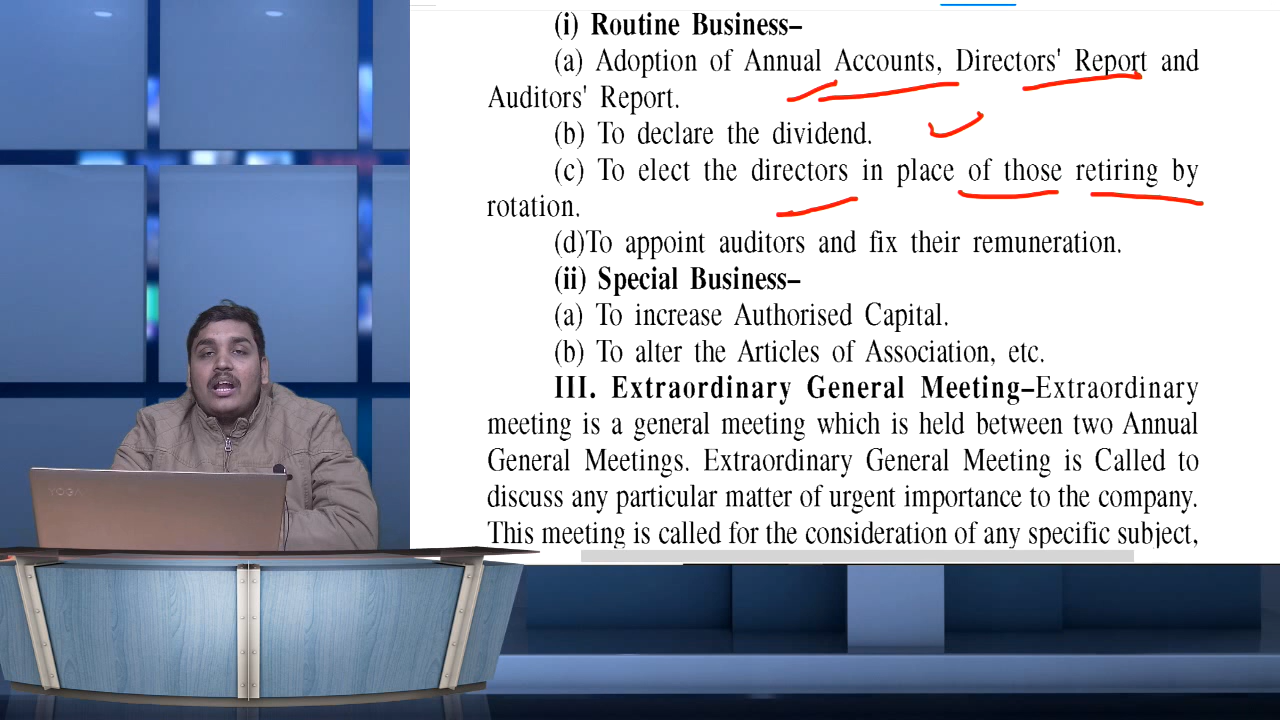 (i) Routine Business–
(a) Adoption of Annual Accounts, Directors' Report and
Auditors' Report.
(b) To declare the dividend.
(c) To elect the directors in place of those retiring by
rotation.
(d)To appoint auditors and fix their remuneration.
(ii) Special Business–
(a) To increase Authorised Capital.
(b) To alter the Articles of Association, etc.
III. Extraordinary General Meeting–Extraordinary
meeting is a general meeting which is held between two Annual
General Meetings. Extraordinary General Meeting is Called to
discuss any particular matter of urgent importance to the company.
This meeting is called for the consideration of any specific subject,
YOGA